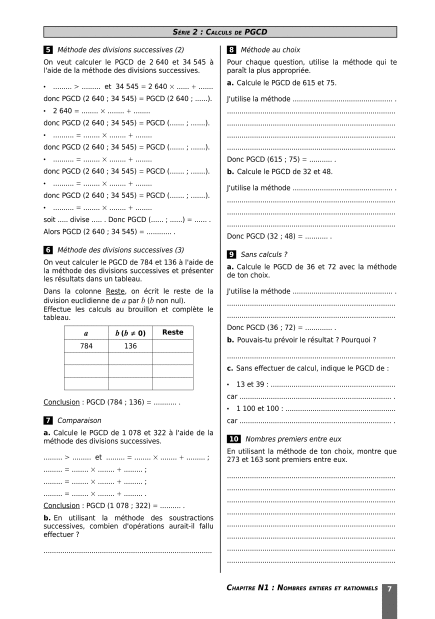 SÉRIE 2 : CALCULS DE PGCD
5 Méthode des divisions successives (2)
On veut calculer le PGCD de 2 640 et 34 545 à
l'aide de la méthode des divisions successives.
• ......... > ......... et 34 545 = 2 640 × ...... + .......
donc PGCD (2 640 ; 34 545) = PGCD (2 640 ; ......).
• 2 640 = ........ × ........ + ........
donc PGCD (2 640 ; 34 545) = PGCD (....... ; .......).
• .......... = ........ × ........ + ........
donc PGCD (2 640 ; 34 545) = PGCD (....... ; .......).
• .......... = ........ × ........ + ........
donc PGCD (2 640 ; 34 545) = PGCD (....... ; .......).
• .......... = ........ × ........ + ........
donc PGCD (2 640 ; 34 545) = PGCD (....... ; .......).
• .......... = ........ × ........ + ........
soit ..... divise ..... . Donc PGCD (...... ; ......) = ...... .
Alors PGCD (2 640 ; 34 545) = ............ .
6 Méthode des divisions successives (3)
On veut calculer le PGCD de 784 et 136 à l'aide de
la méthode des divisions successives et présenter
les résultats dans un tableau.
Dans la colonne Reste, on écrit le reste de la
division euclidienne de a par b (b non nul).
Effectue les calculs au brouillon et complète le
tableau.
a b (b ≠ 0) Reste
784 136
Conclusion : PGCD (784 ; 136) = ........... .
7 Comparaison
a. Calcule le PGCD de 1 078 et 322 à l'aide de la
méthode des divisions successives.
........ > ......... et ........ = ........ × ........ + ........ ;
......... = ........ × ........ + ......... ;
......... = ........ × ........ + ......... ;
......... = ........ × ........ + ......... .
Conclusion : PGCD (1 078 ; 322) = .......... .
b. En utilisant la méthode des soustractions
successives, combien d'opérations aurait-il fallu
effectuer ?
......................................................................
8 Méthode au choix
Pour chaque question, utilise la méthode qui te
paraît la plus appropriée.
a. Calcule le PGCD de 615 et 75.
J'utilise la méthode ........................................... .
......................................................................
......................................................................
......................................................................
......................................................................
Donc PGCD (615 ; 75) = ........... .
b. Calcule le PGCD de 32 et 48.
J'utilise la méthode ........................................... .
......................................................................
......................................................................
......................................................................
Donc PGCD (32 ; 48) = ........... .
9 Sans calculs ?
a. Calcule le PGCD de 36 et 72 avec la méthode
de ton choix.
J'utilise la méthode ........................................... .
......................................................................
......................................................................
Donc PGCD (36 ; 72) = ............. .
b. Pouvais-tu prévoir le résultat ? Pourquoi ?
......................................................................
c. Sans effectuer de calcul, indique le PGCD de :
• 13 et 39 : ....................................................
car ................................................................ .
• 1 100 et 100 : ..............................................
car ................................................................ .
10 Nombres premiers entre eux
En utilisant la méthode de ton choix, montre que
273 et 163 sont premiers entre eux.
......................................................................
......................................................................
......................................................................
......................................................................
......................................................................
......................................................................
......................................................................
......................................................................
CHAPITRE N1 : NOMBRES ENTIERS ET RATIONNELS 7